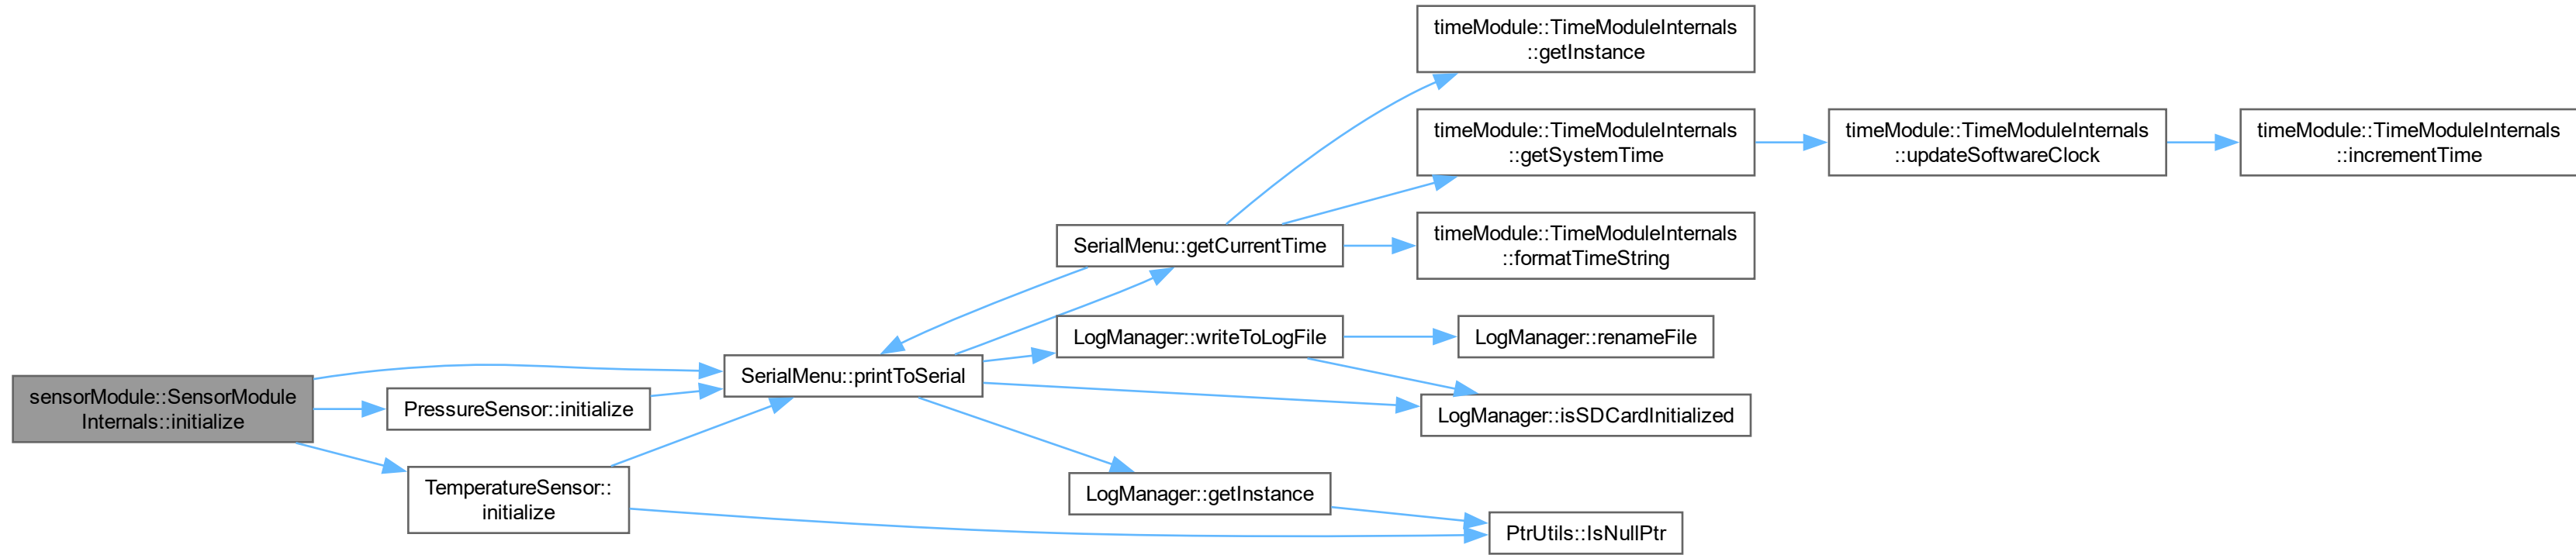 timeModule::TimeModuleInternals
::getInstance
timeModule::TimeModuleInternals
::getSystemTime
timeModule::TimeModuleInternals
::updateSoftwareClock
timeModule::TimeModuleInternals
::incrementTime
SerialMenu::getCurrentTime
timeModule::TimeModuleInternals
::formatTimeString
LogManager::writeToLogFile
LogManager::renameFile
sensorModule::SensorModule
Internals::initialize
PressureSensor::initialize
SerialMenu::printToSerial
LogManager::isSDCardInitialized
TemperatureSensor::
initialize
LogManager::getInstance
PtrUtils::IsNullPtr